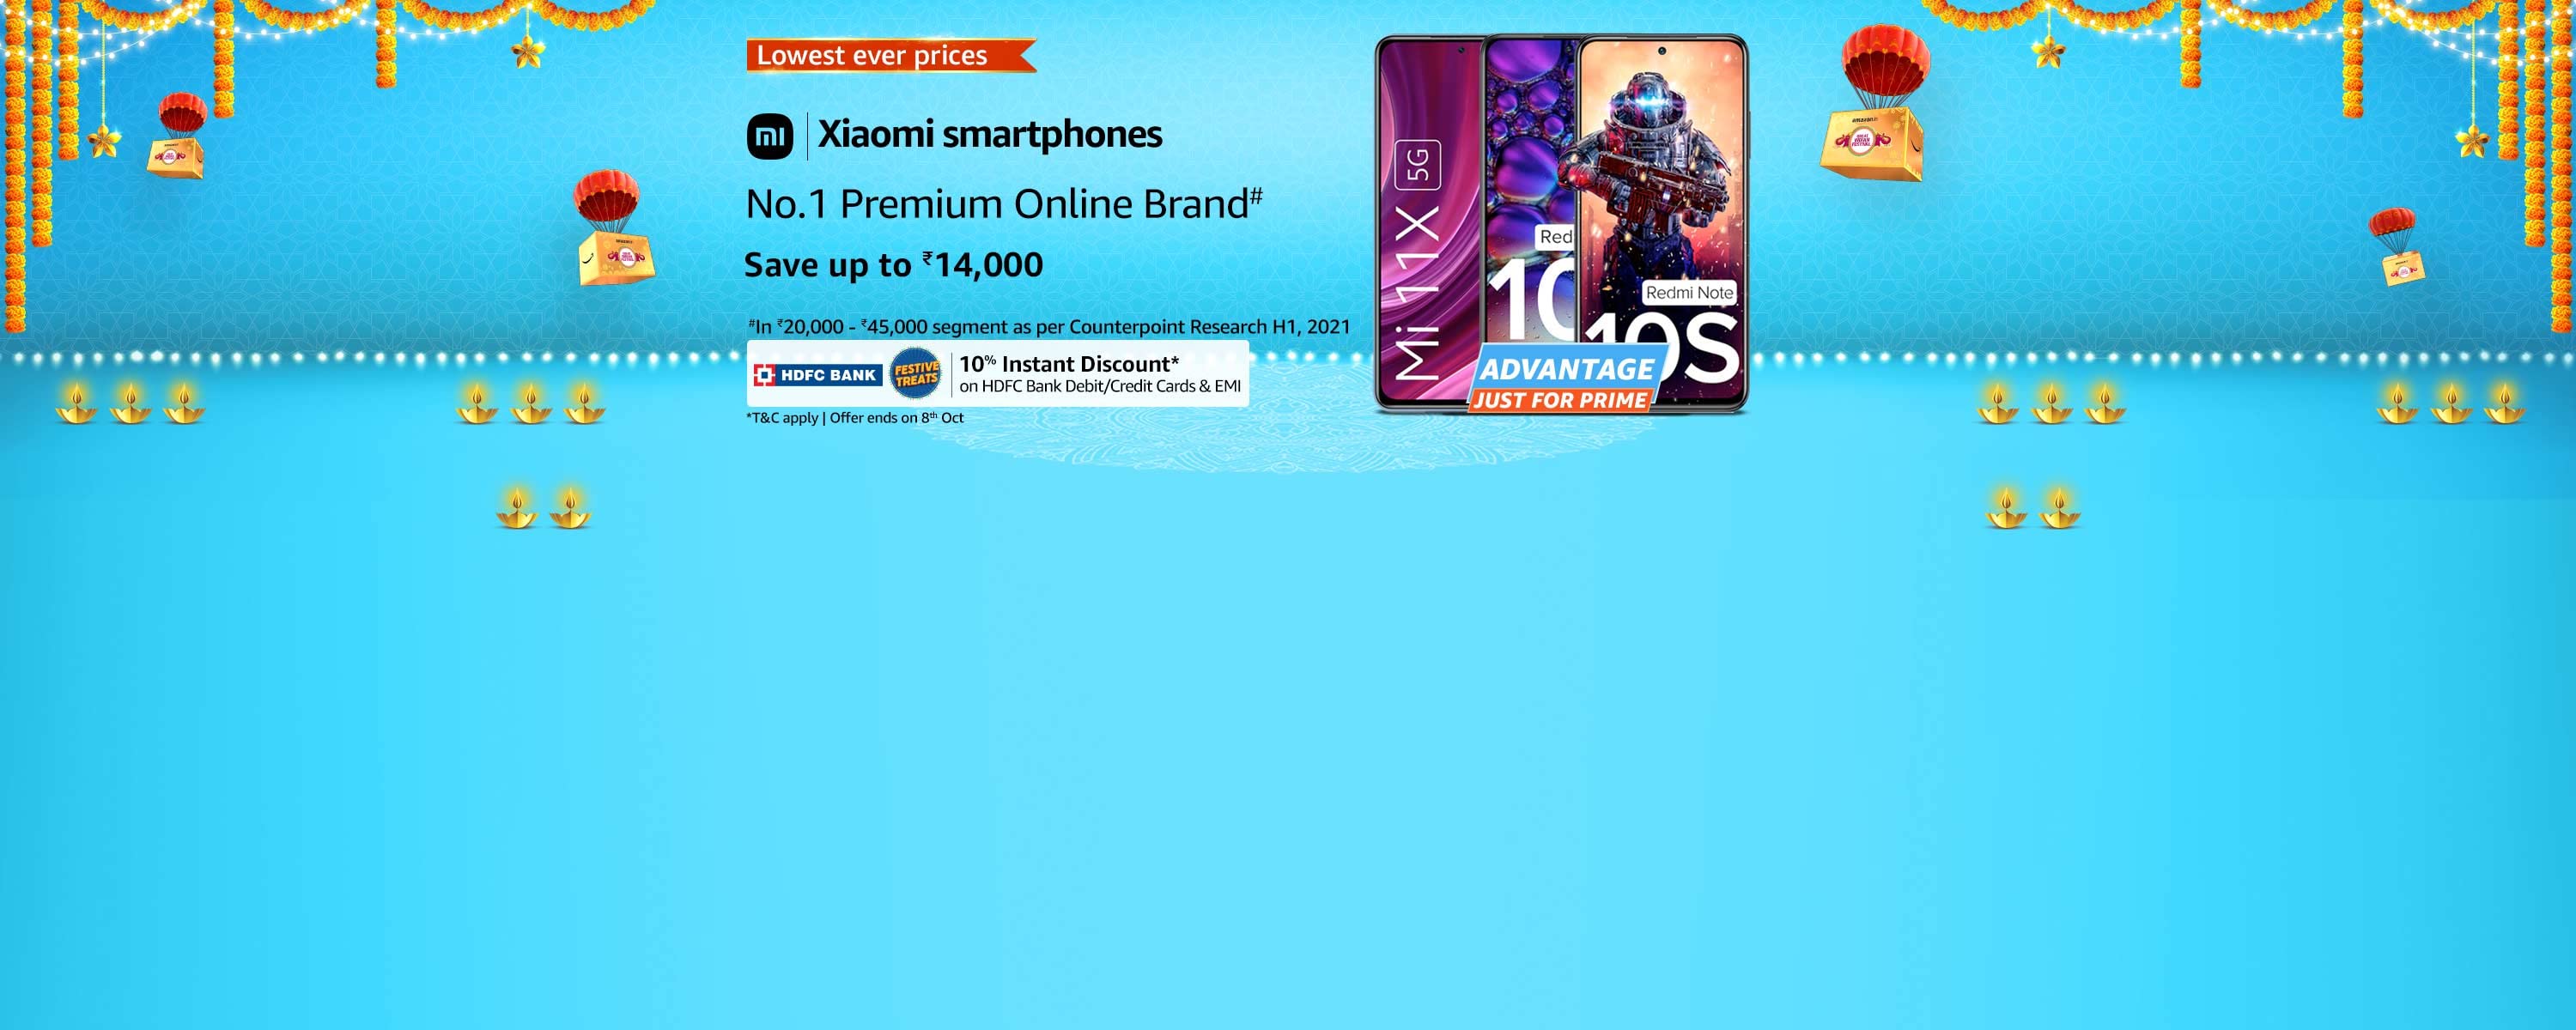 Lowest ever prices
mi | Xiaomi smartphones
No.1 Premium Online Brand#
Save up to ₹14,000
#In ₹20,000 - ₹45,000 segment as per Counterpoint Research H1, 2021
HDFC BANK
FESTIVE
TREATS
10% Instant Discount*
on HDFC Bank Debit/Credit Cards & EMI
*T&C apply | Offer ends on 8th Oct
Mi 11X 5G
Red
10
Redmi Note
10S
ADVANTAGE
JUST FOR PRIME